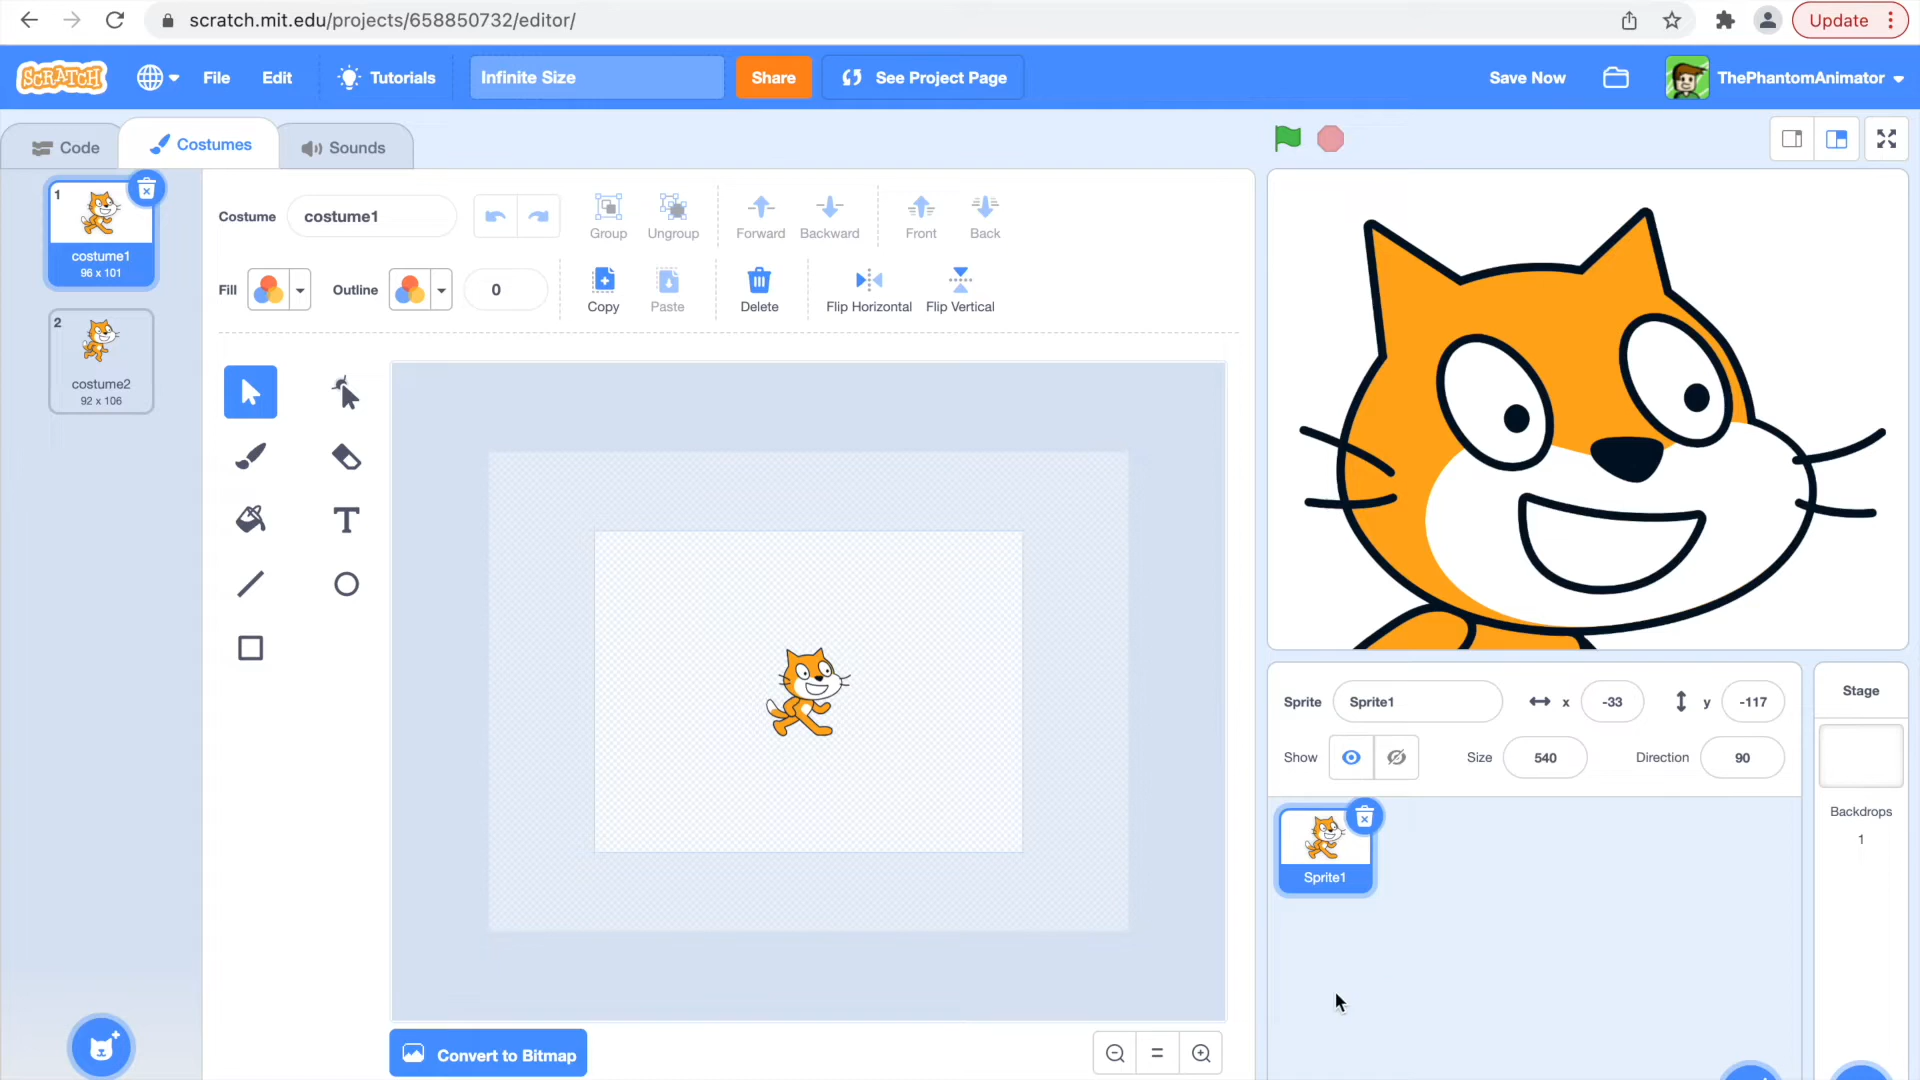 scratch.mit.edu/projects/658850732/editor/
Update
SCRATCH
File
Edit
Tutorials
Infinite Size
Share
See Project Page
Save Now
ThePhantomAnimator
Code
Costumes
Sounds
1
costume1
96 x 101
2
costume2
92 x 106
Costume
costume1
Group
Ungroup
Forward
Backward
Front
Back
Fill
Outline
0
Copy
Paste
Delete
Flip Horizontal
Flip Vertical
T
Convert to Bitmap
Sprite
Sprite1
x
-33
y
-117
Show
Size
540
Direction
90
Sprite1
Stage
Backdrops
1